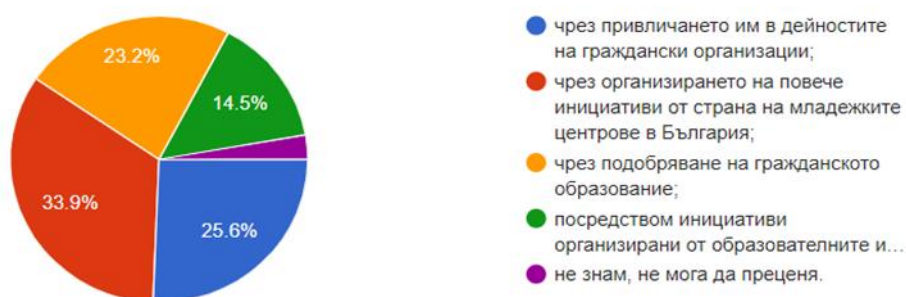 23.2%
14.5%
33.9%
25.6%
чрез привличането им в дейностите
на граждански организации;
чрез организирането на повече
инициативи от страна на младежките
центрове в България;
чрез подобряване на гражданското
образование;
посредством инициативи
организирани от образователните и…
не знам, не мога да преценя.